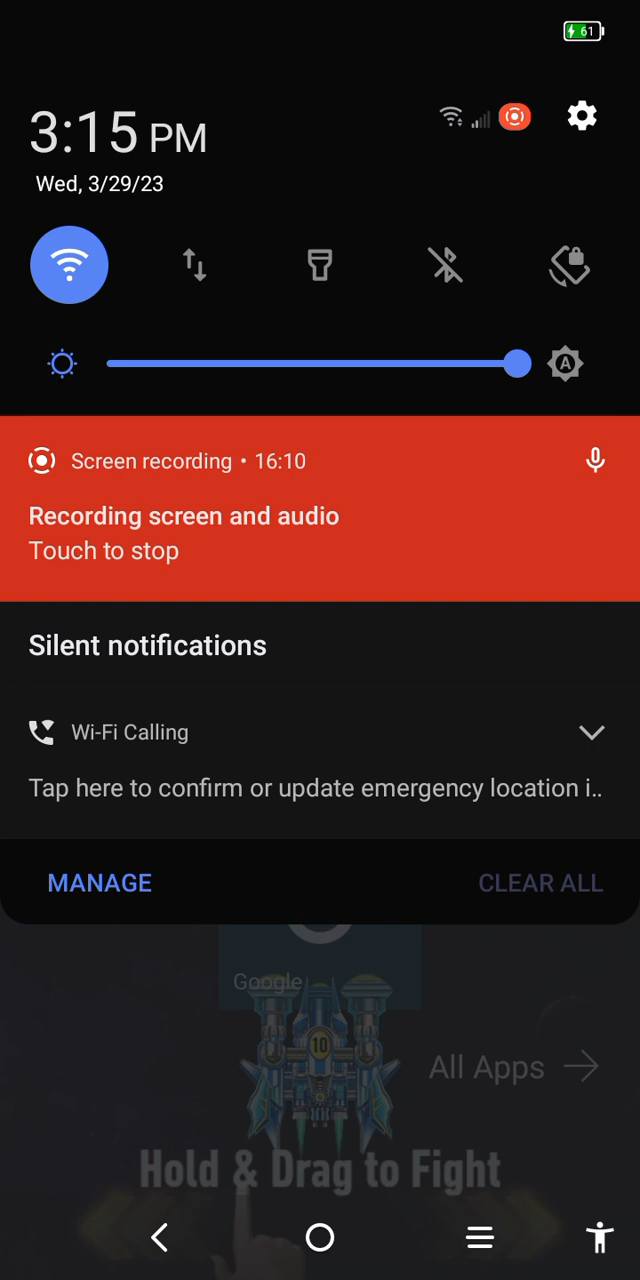 61
3:15 PM
Wed, 3/29/23
A
Screen recording • 16:10
Recording screen and audio
Touch to stop
Silent notifications
Wi-Fi Calling
Tap here to confirm or update emergency location i..
MANAGE
CLEAR ALL
Google
10
All Apps
Hold & Drag to Fight